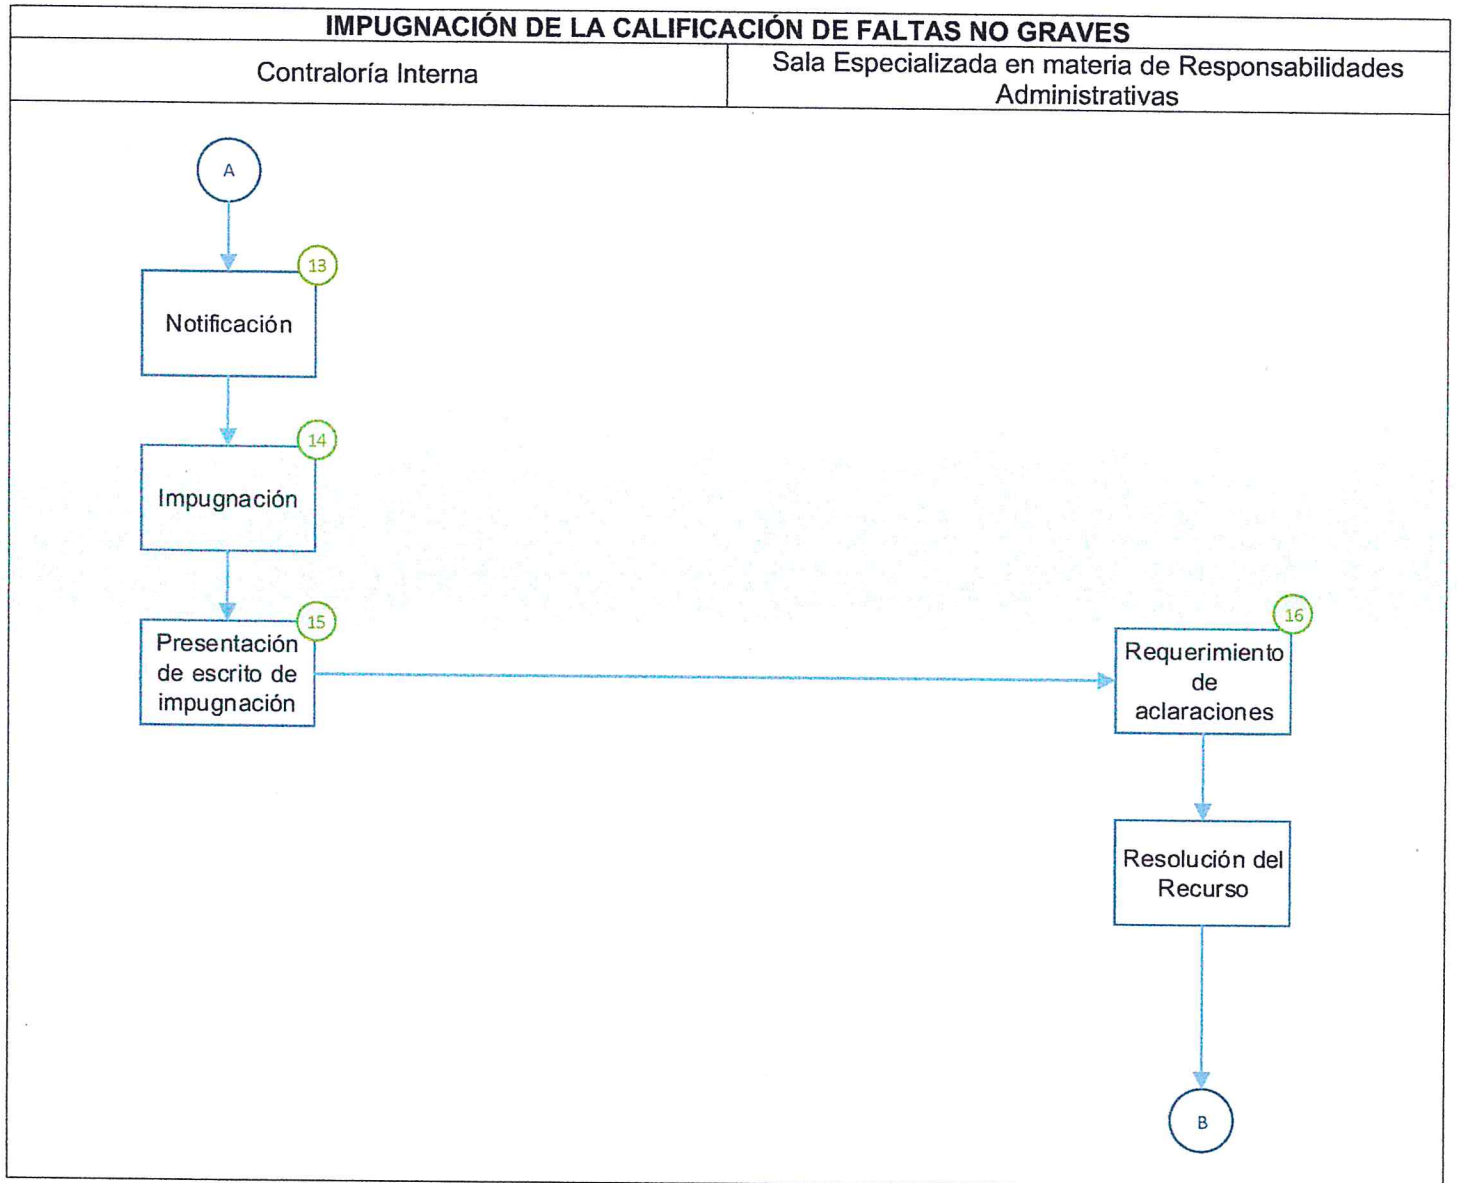 IMPUGNACIÓN DE LA CALIFICACIÓN DE FALTAS NO GRAVES
Contraloría Interna
Sala Especializada en materia de Responsabilidades
Administrativas
A
13
Notificación
14
Impugnación
15
Presentación
de escrito de
impugnación
16
Requerimiento
de
aclaraciones
Resolución del
Recurso
B